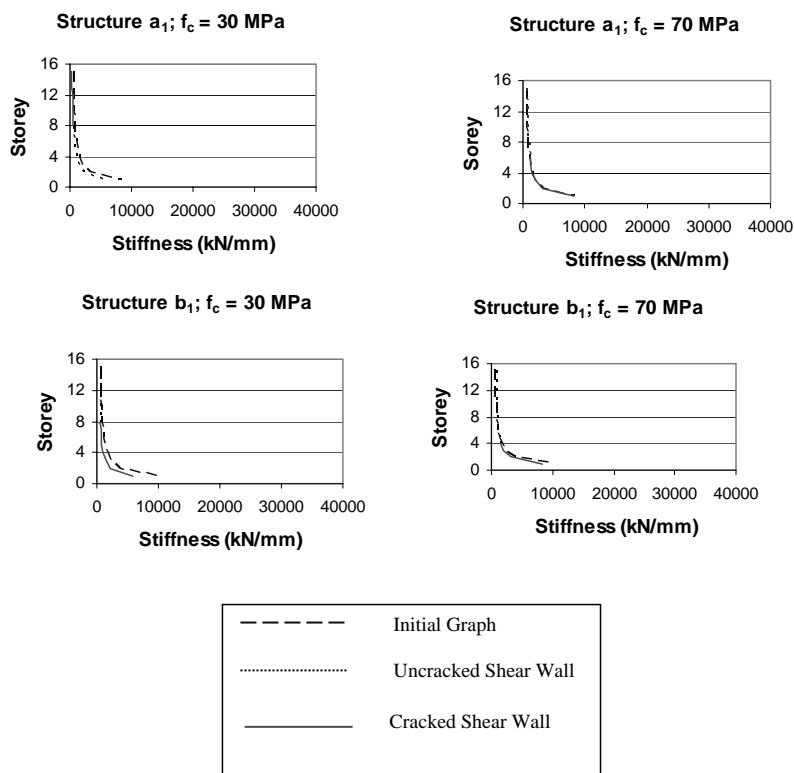 Structure a1; fc = 30 MPa
16
12
8
4
0
Storey
0 10000 20000 30000 40000
Stiffness (kN/mm)
Structure a1; fc = 70 MPa
16
12
8
4
0
Sorey
0 10000 20000 30000 40000
Stiffness (kN/mm)
Structure b1; fc = 30 MPa
16
12
8
4
0
Storey
0 10000 20000 30000 40000
Stiffness (kN/mm)
Structure b1; fc = 70 MPa
16
12
8
4
0
Storey
0 10000 20000 30000 40000
Stiffness (kN/mm)
Initial Graph
Uncracked Shear Wall
Cracked Shear Wall